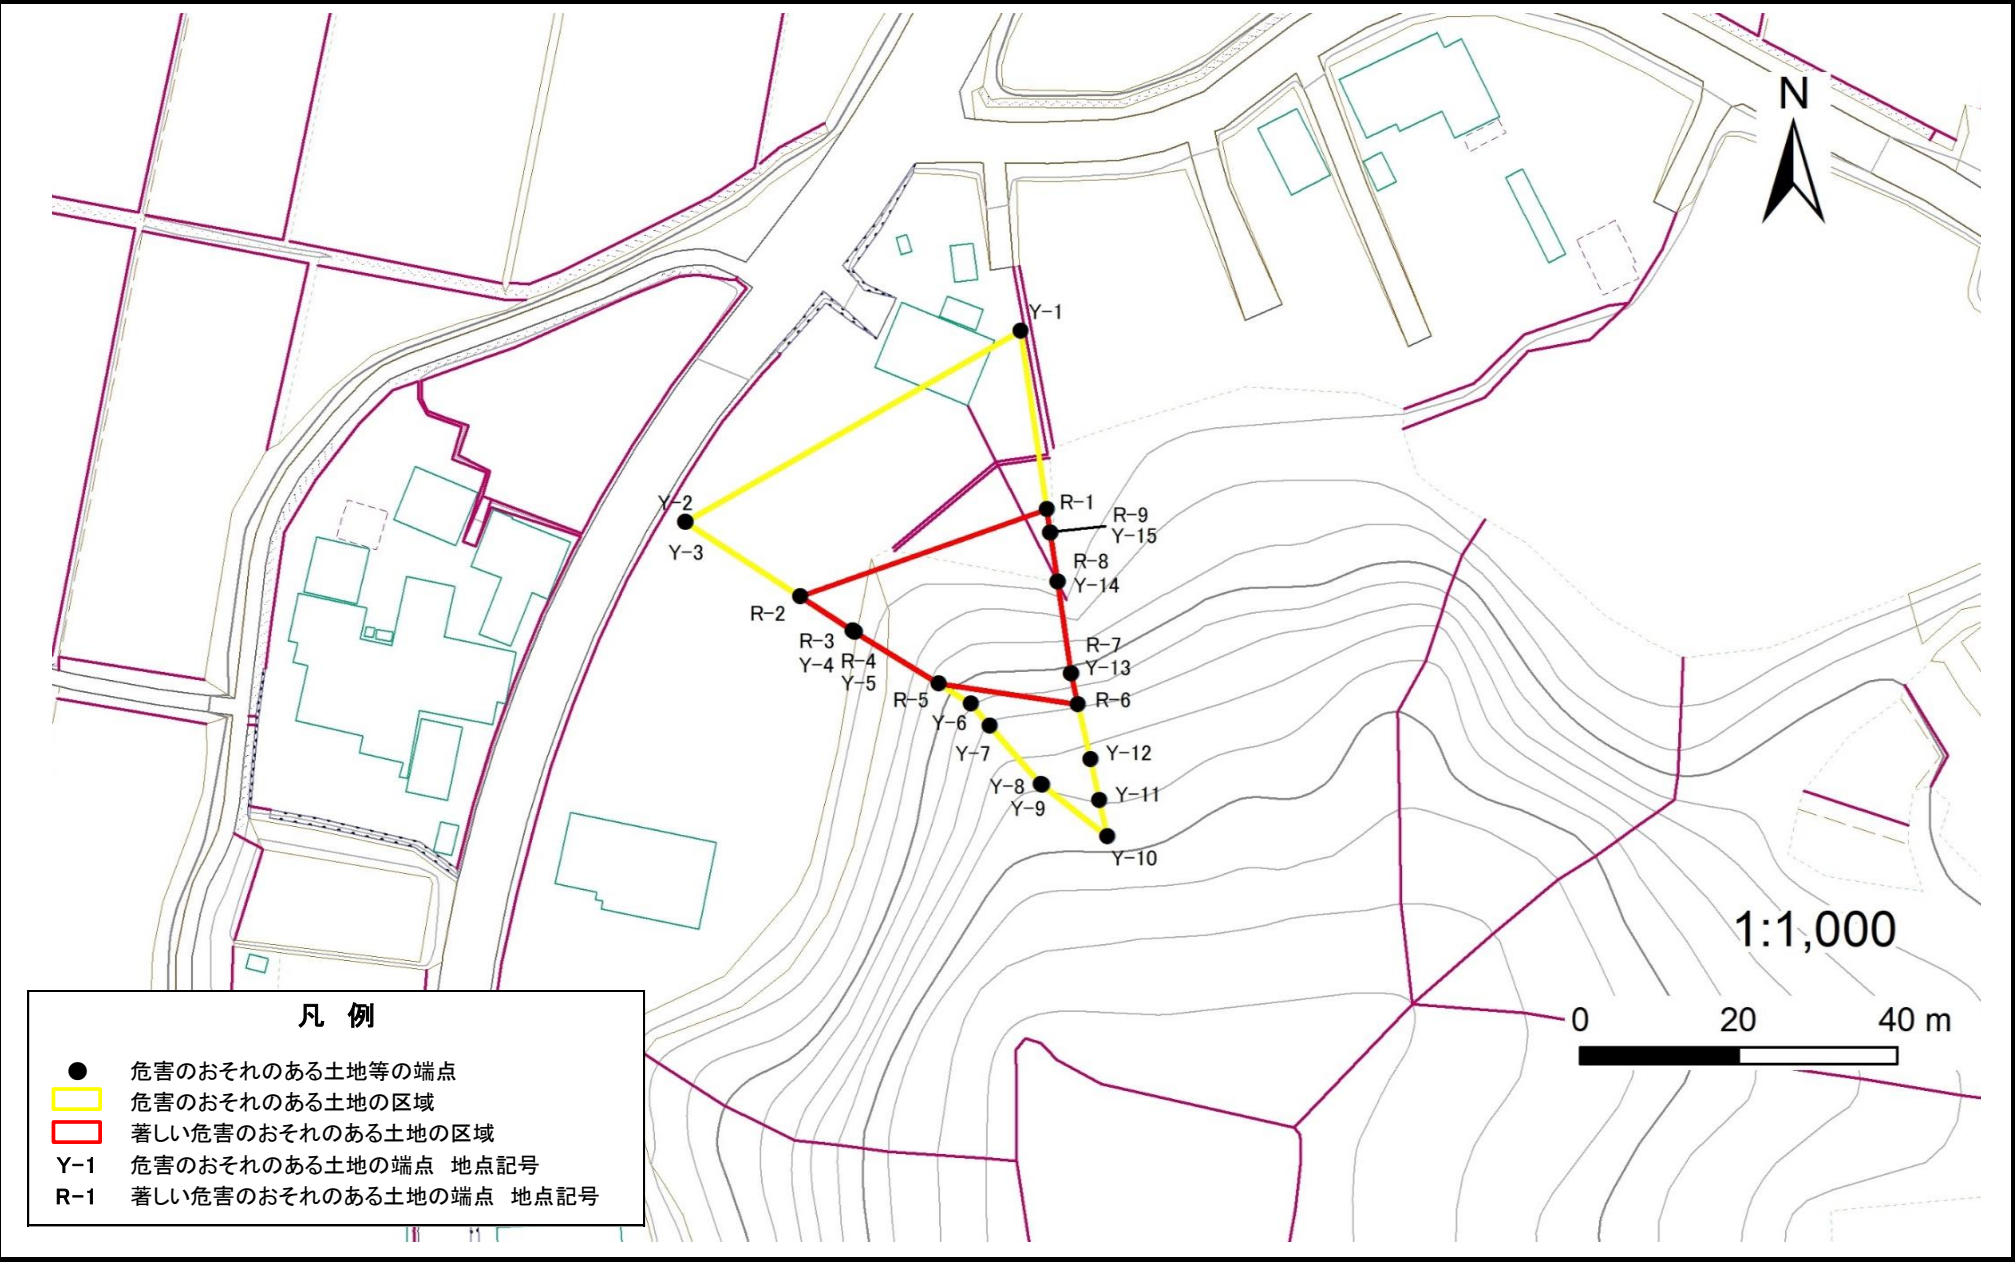 N
Y-1
Y-2
Y-3
R-1
R-9
Y-15
R-8
Y-14
R-2
R-3
Y-4
R-4
Y-5
R-7
Y-13
R-5
R-6
Y-6
Y-7
Y-12
Y-8
Y-9
Y-11
Y-10
1:1,000
0 20 40 m
凡 例
危害のおそれのある土地等の端点
危害のおそれのある土地の区域
著しい危害のおそれのある土地の区域
Y-1 危害のおそれのある土地の端点 地点記号
R-1 著しい危害のおそれのある土地の端点 地点記号